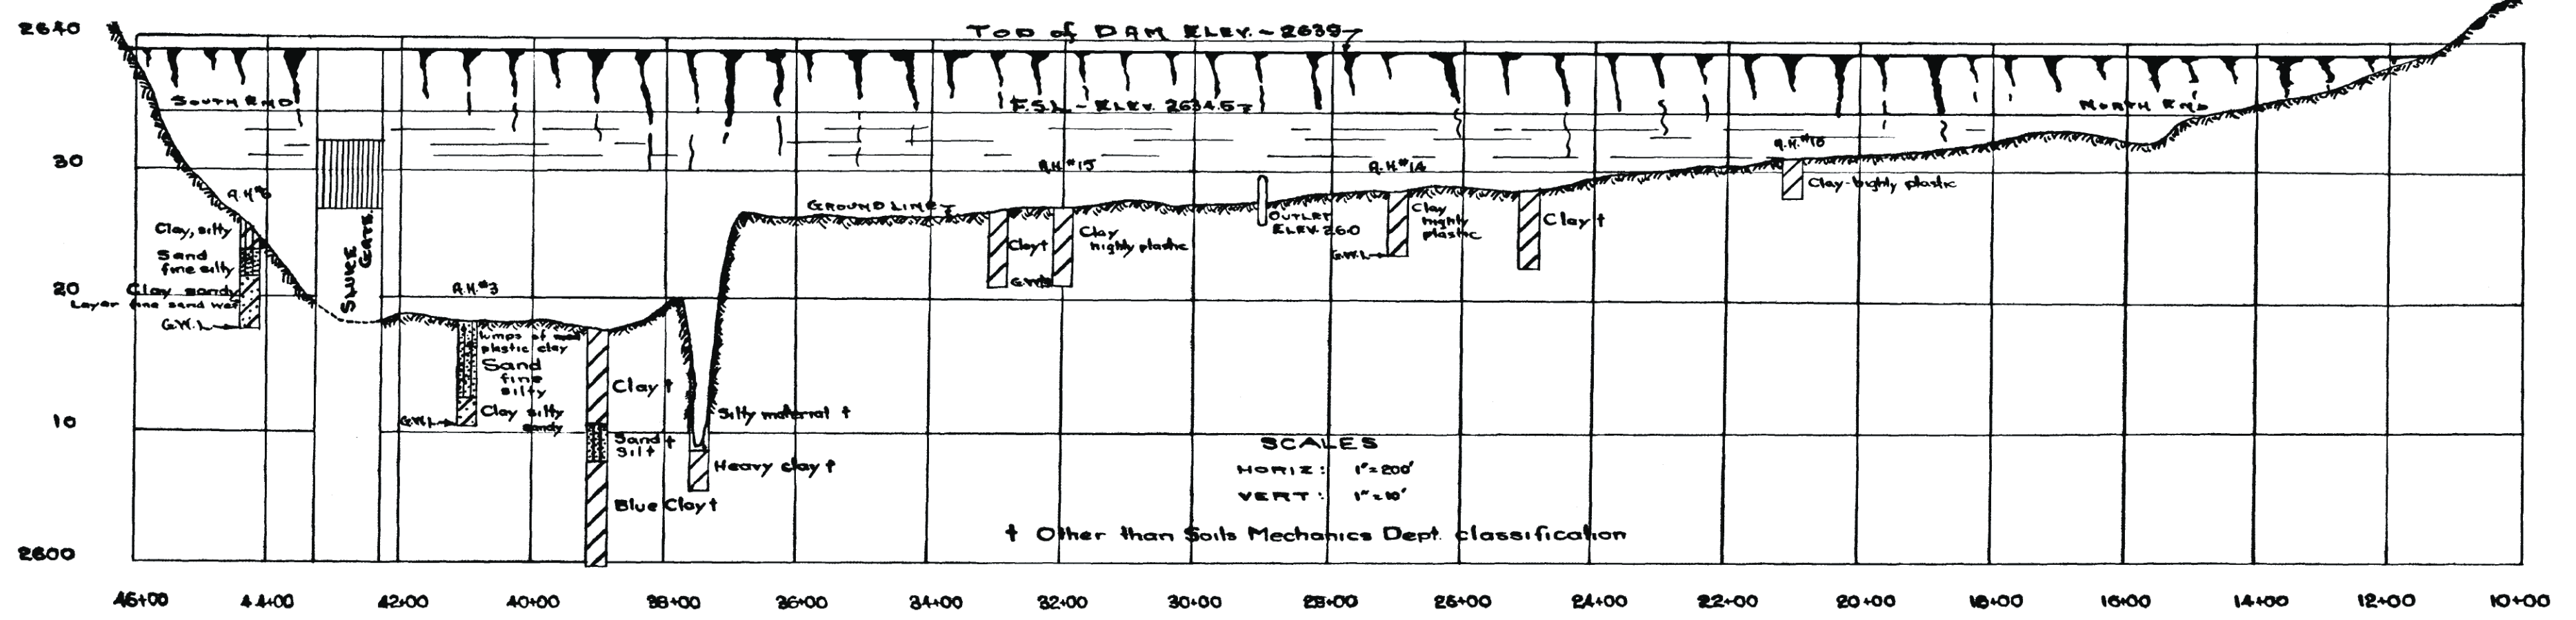 TOP of DAM ELEV. - 2639
2640
SOUTH END
F.S.L. - ELEV. 2634.5
NORTH END
30
A.H.#15
A.H.#14
Clay-highly plastic
GROUND LINE
Clay, silty
Sand
fine silty
Clay sandy
Layer fine sand wet
G.W.L
SLUICE
GATE
20
A.H.#3
lumps of
plastic clay
Sand
fine
silty
Clay silty
sandy
G.W.L
10
Clay †
Sand †
Silt
Blue Clay †
Silty material †
Heavy clay †
Clay†
G.W.
Clay
highly plastic
OUTLET
ELEV. 260
Clay
highly
plastic
G.W.L
Clay †
SCALES
HORIZ: 1"=200'
VERT: 1"=10'
† Other than Soils Mechanics Dept. classification
2600
46+00 44+00 42+00 40+00 38+00 36+00 34+00 32+00 30+00 28+00 26+00 24+00 22+00 20+00 18+00 16+00 14+00 12+00 10+00